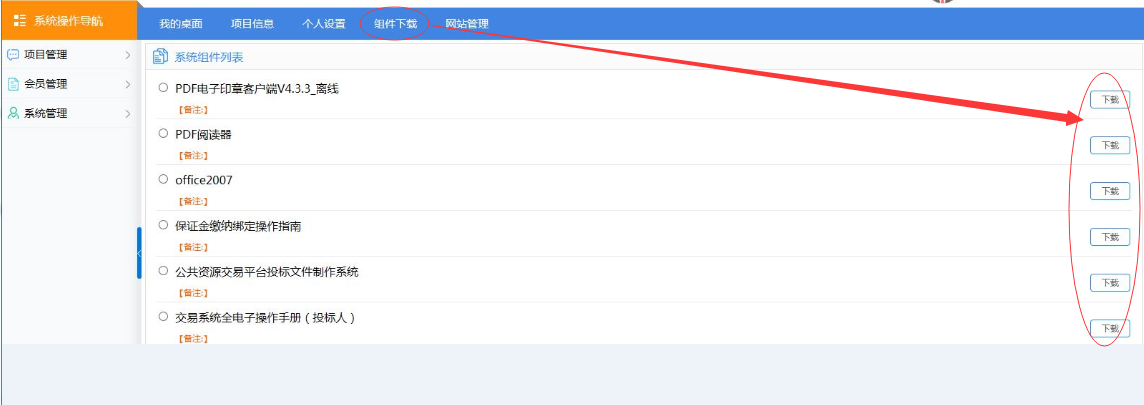 系统操作导航
我的桌面 项目信息 个人设置 组件下载 网站管理
项目管理
会员管理
系统管理
系统组件列表
PDF电子印章客户端V4.3.3_离线
【备注:】
下载
PDF阅读器
【备注:】
下载
office2007
【备注:】
下载
保证金缴纳绑定操作指南
【备注:】
下载
公共资源交易平台投标文件制作系统
【备注:】
下载
交易系统全电子操作手册（投标人）
【备注:】
下载